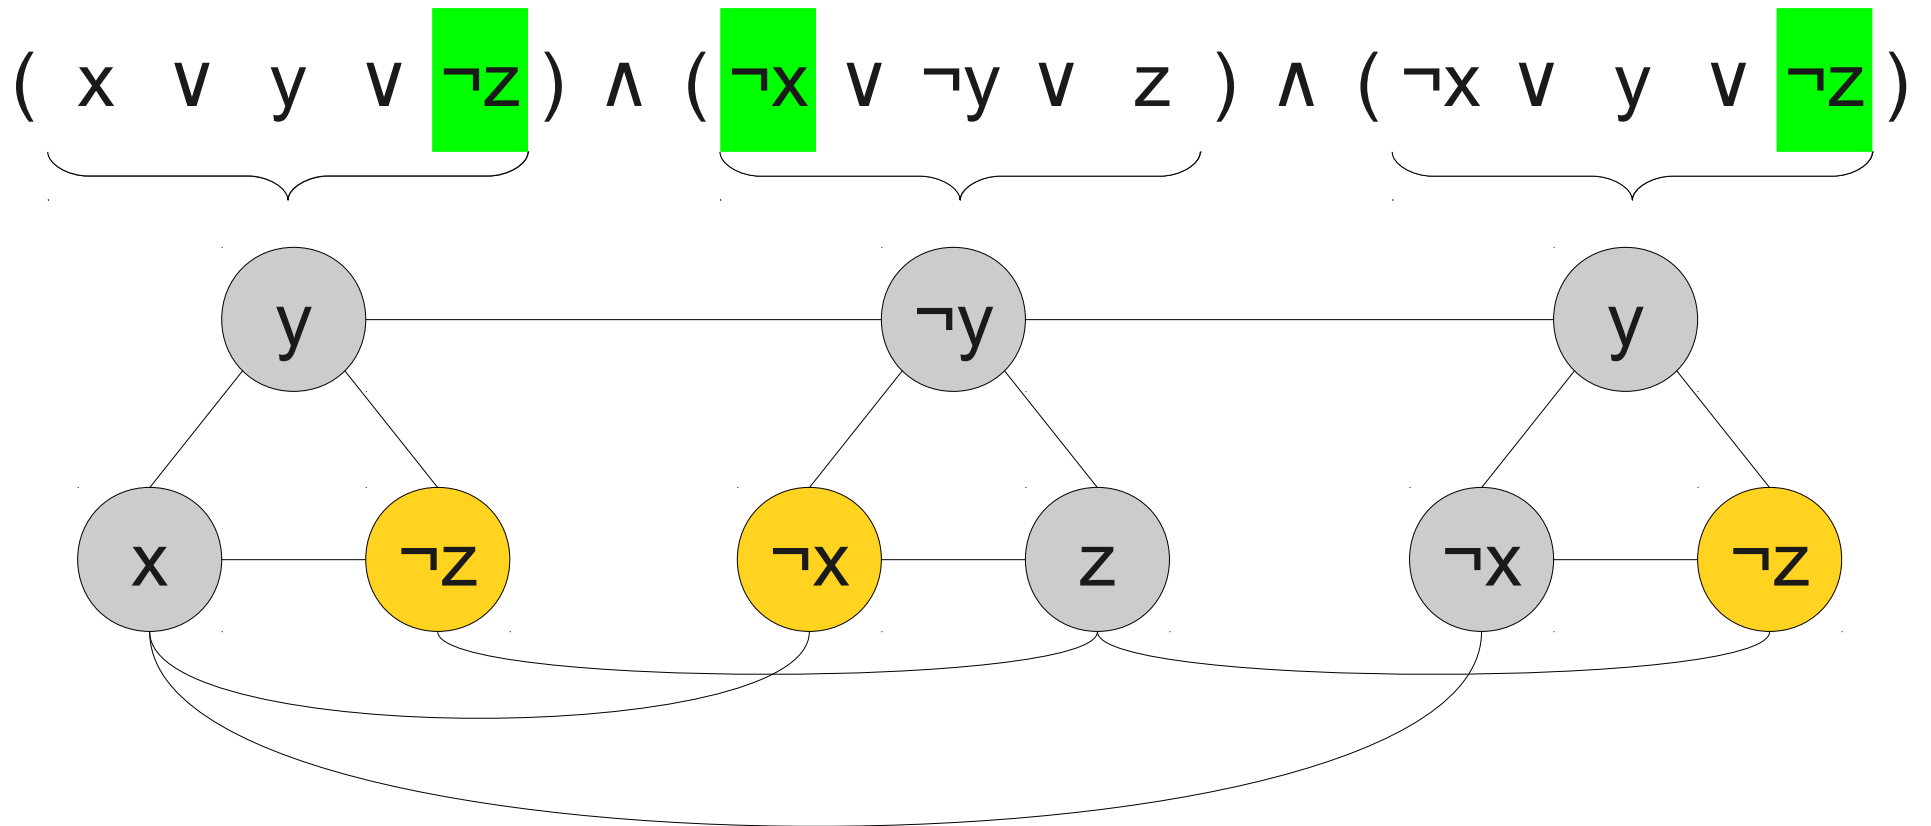 ( x ∨ y ∨ ¬z ) ∧ ( ¬x ∨ ¬y ∨ z ) ∧ ( ¬x ∨ y ∨ ¬z )
y ¬y y
x ¬z ¬x z ¬x ¬z